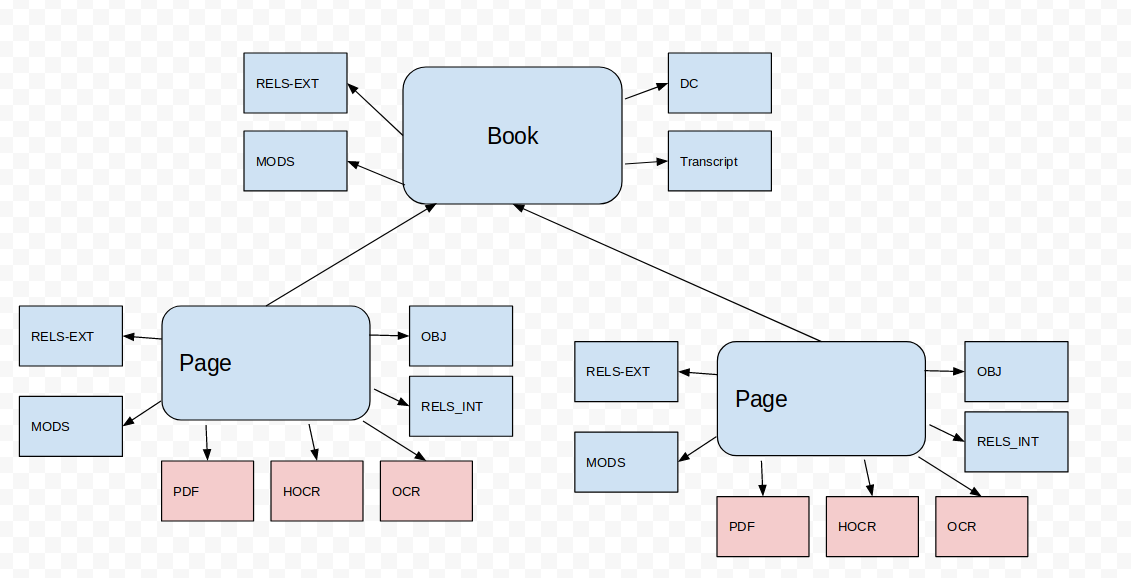 RELS-EXT
DC
Book
MODS
Transcript
RELS-EXT
OBJ
Page
RELS_INT
MODS
PDF
HOCR
OCR
RELS-EXT
OBJ
Page
RELS_INT
MODS
PDF
HOCR
OCR